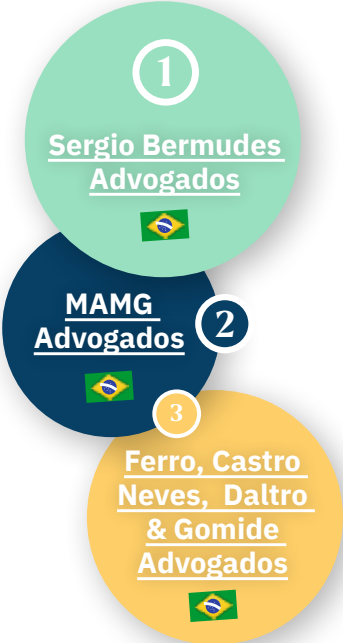 1
Sergio Bermudes
Advogados
MAMG
Advogados
2
3
Ferro, Castro
Neves, Daltro
& Gomide
Advogados